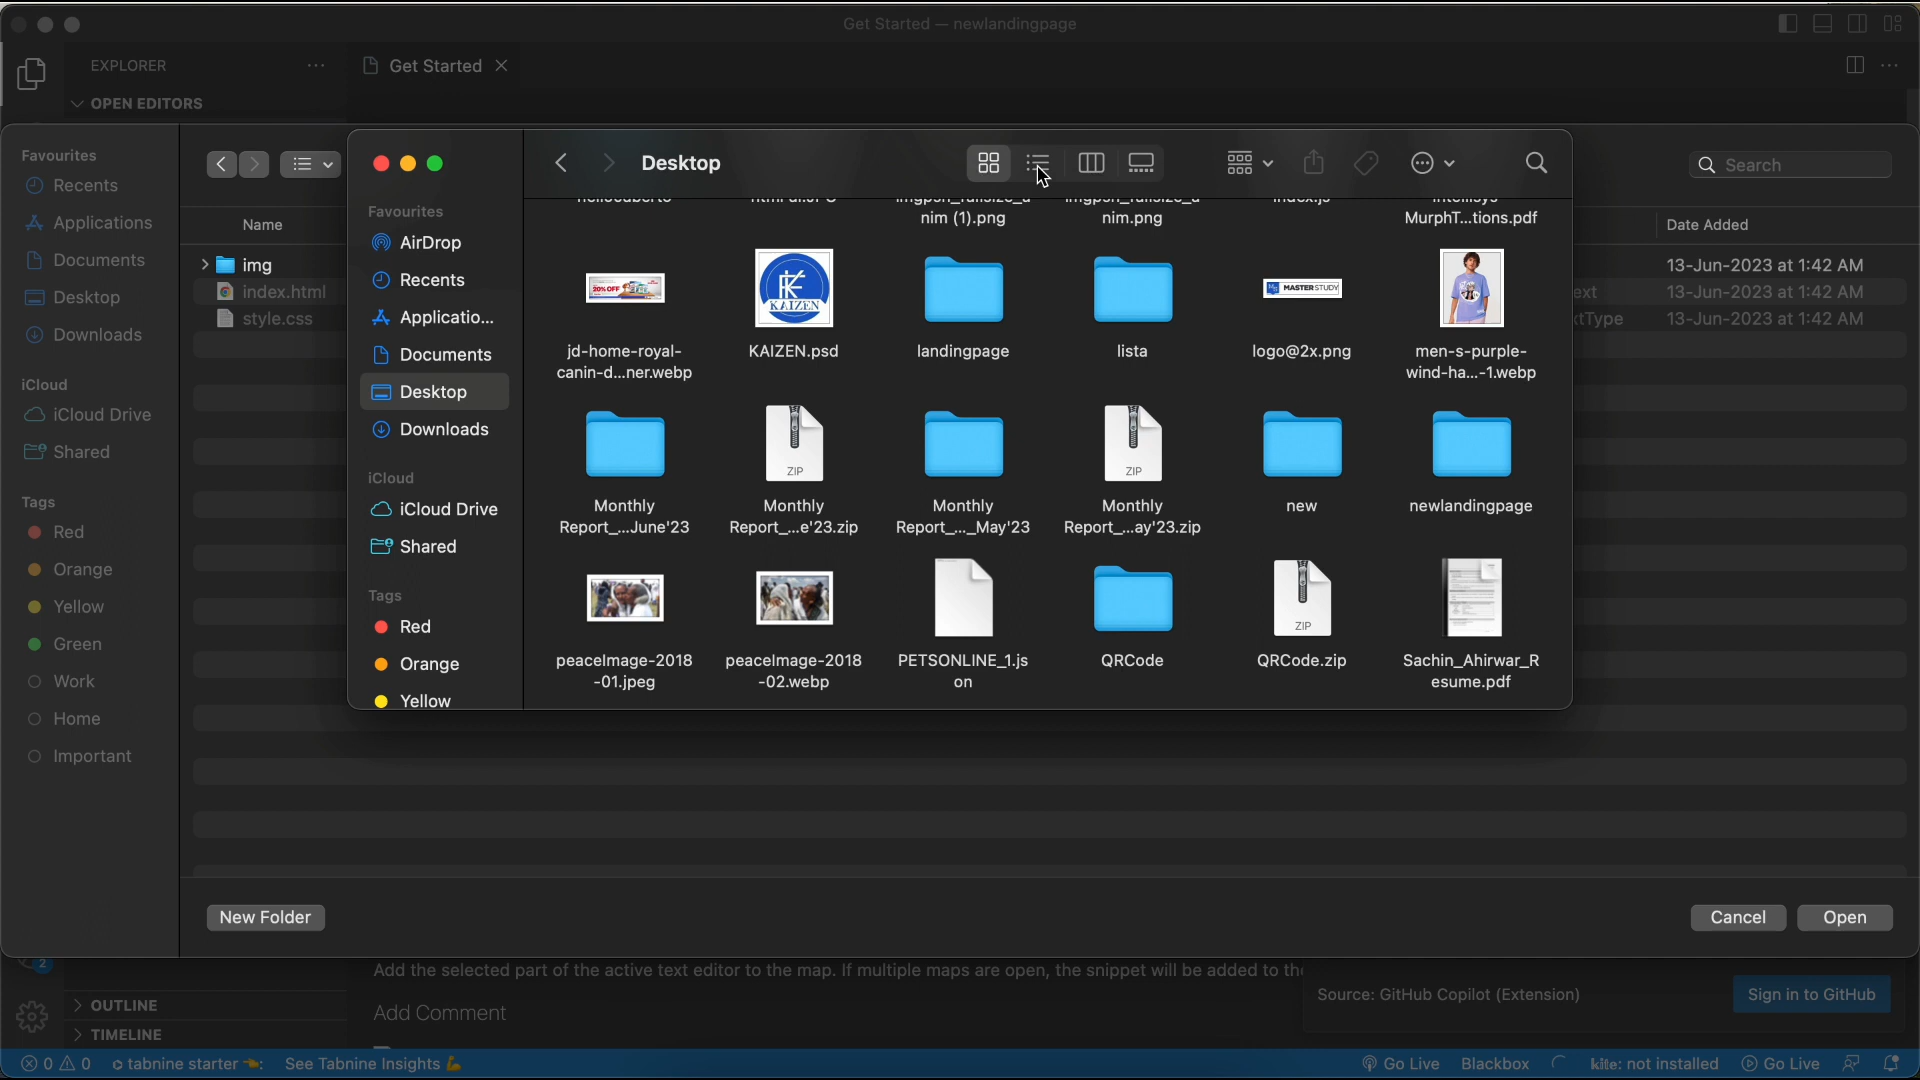 Get Started — newlandingpage
EXPLORER
Get Started
OPEN EDITORS
Favourites
Recents
Applications
Documents
Desktop
Downloads
iCloud
iCloud Drive
Shared
Tags
Red
Orange
Yellow
Green
Work
Home
Important
Name
img
index.html
style.css
Search
Date Added
13-Jun-2023 at 1:42 AM
ext 13-Jun-2023 at 1:42 AM
xtType 13-Jun-2023 at 1:42 AM
Desktop
Favourites
AirDrop
Recents
Applicatio...
Documents
Desktop
Downloads
iCloud
iCloud Drive
Shared
Tags
Red
Orange
Yellow
nim (1).png
nim.png
index.js
MurphT...tions.pdf
20% OFF
KAIZEN
MASTERSTUDY
jd-home-royal-
canin-d...ner.webp
KAIZEN.psd
landingpage
lista
logo@2x.png
men-s-purple-
wind-ha...-1.webp
ZIP
ZIP
Monthly
Report_...June'23
Monthly
Report_...e'23.zip
Monthly
Report_..._May'23
Monthly
Report_...ay'23.zip
new
newlandingpage
ZIP
peaceImage-2018
-01.jpeg
peaceImage-2018
-02.webp
PETSONLINE_1.js
on
QRCode
QRCode.zip
Sachin_Ahirwar_R
esume.pdf
New Folder
Cancel
Open
2
Add the selected part of the active text editor to the map. If multiple maps are open, the snippet will be added to the
Add Comment
Source: GitHub Copilot (Extension)
Sign in to GitHub
OUTLINE
TIMELINE
0 0 tabnine starter : See Tabnine Insights
Go Live Blackbox kite: not installed Go Live